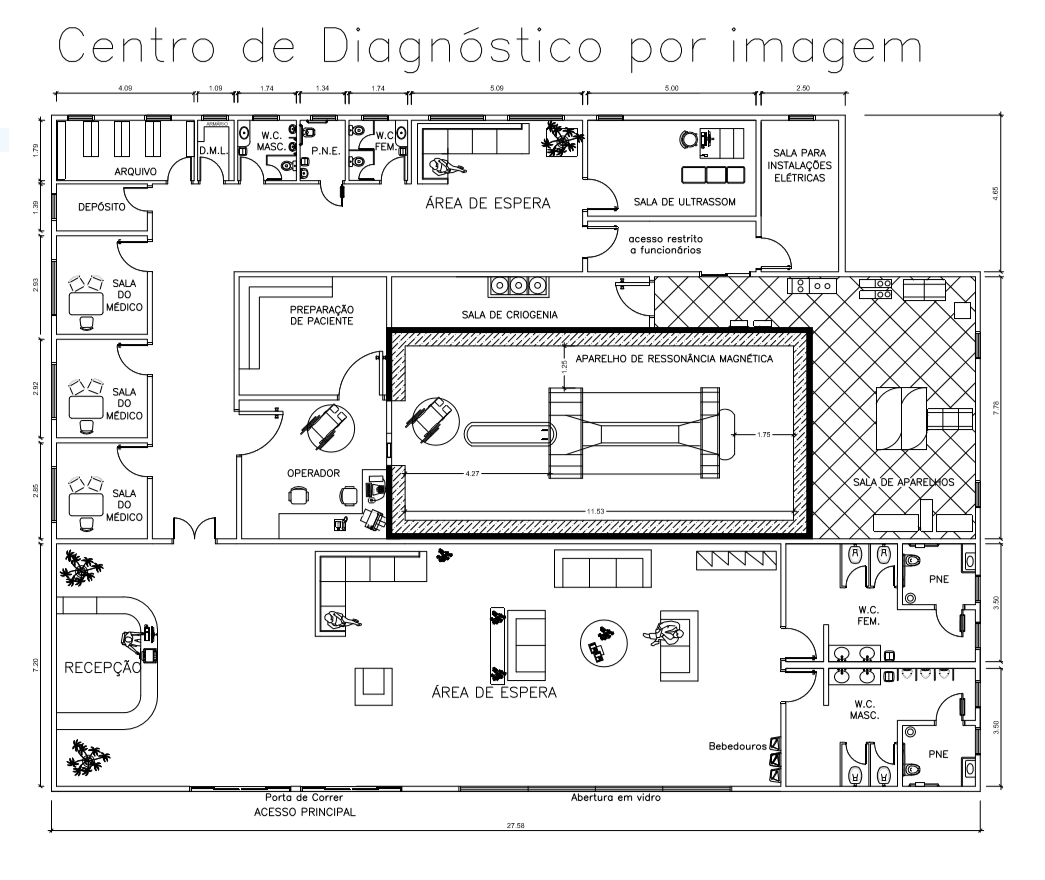 Centro de Diagnóstico por imagem
4.09
1.09
1.74
1.34
1.74
5.09
5.00
2.50
1.79
ARQUIVO
ARMÁRIO
D.M.L.
W.C.
MASC.
P.N.E.
W.C.
FEM.
ÁREA DE ESPERA
SALA DE ULTRASSOM
SALA PARA
INSTALAÇÕES
ELÉTRICAS
4.65
1.39
DEPÓSITO
acesso restrito
a funcionários
2.93
SALA
DO
MÉDICO
PREPARAÇÃO
DE PACIENTE
SALA DE CRIOGENIA
APARELHO DE RESSONÂNCIA MAGNÉTICA
1.25
2.92
SALA
DO
MÉDICO
7.78
1.75
OPERADOR
4.27
2.85
SALA
DO
MÉDICO
11.53
SALA DE APARELHOS
PNE
3.50
W.C.
FEM.
7.20
RECEPÇÃO
ÁREA DE ESPERA
W.C.
MASC.
3.50
Bebedouros
PNE
Porta de Correr
ACESSO PRINCIPAL
Abertura em vidro
27.58